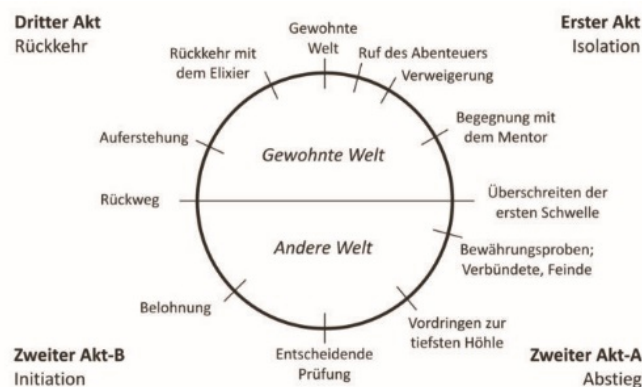 Dritter Akt
Rückkehr
Erster Akt
Isolation
Gewohnte
Welt
Ruf des Abenteuers
Verweigerung
Begegnung mit
dem Mentor
Überschreiten der
ersten Schwelle
Bewährungsproben;
Verbündete, Feinde
Vordringen zur
tiefsten Höhle
Entscheidende
Prüfung
Belohnung
Rückweg
Auferstehung
Rückkehr mit
dem Elixier
Gewohnte Welt
Andere Welt
Zweiter Akt-B
Initiation
Zweiter Akt-A
Abstieg